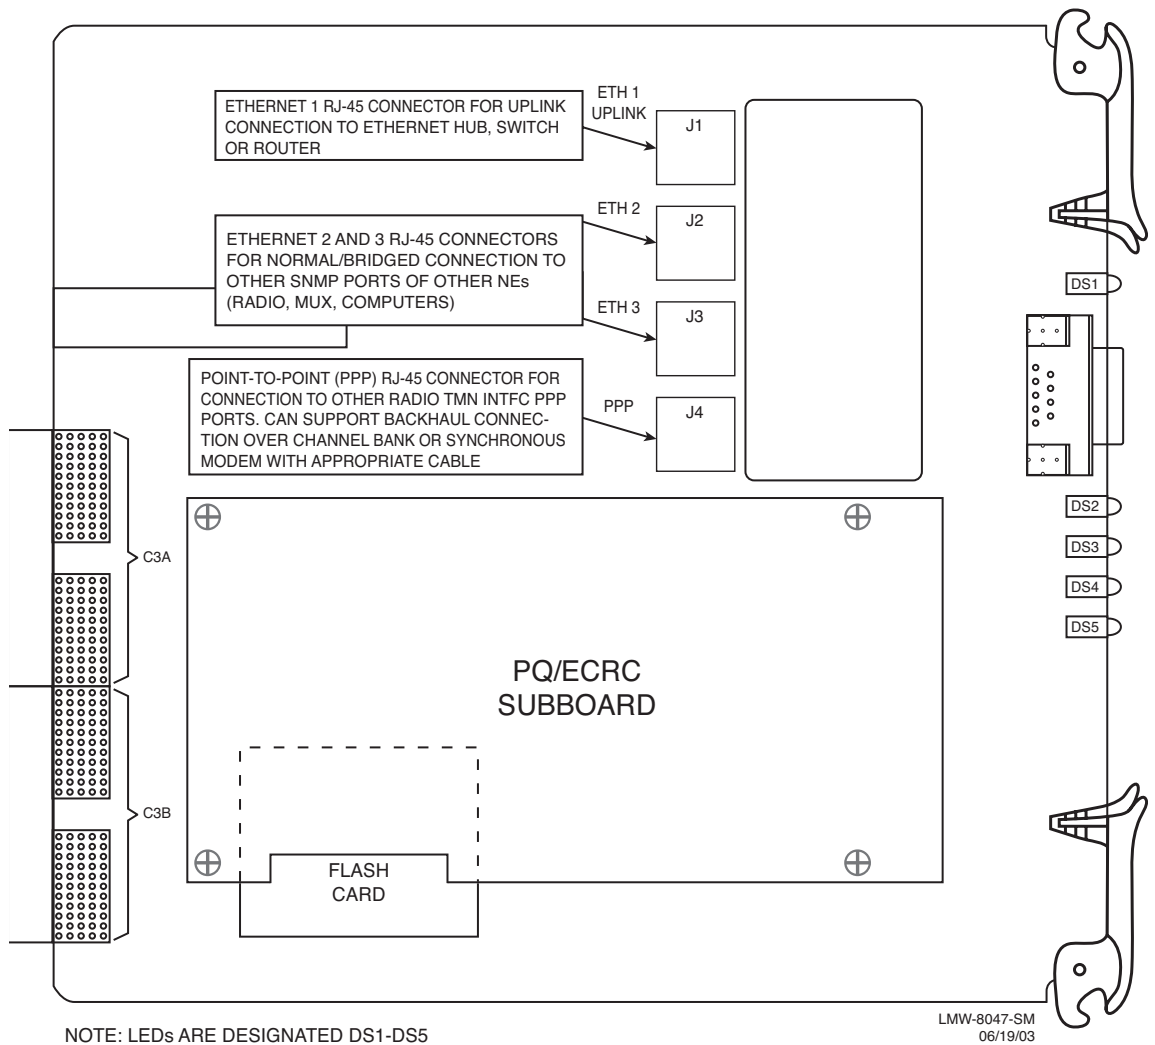 ETHERNET 1 RJ-45 CONNECTOR FOR UPLINK
CONNECTION TO ETHERNET HUB, SWITCH
OR ROUTER
ETH 1
UPLINK
J1
ETHERNET 2 AND 3 RJ-45 CONNECTORS
FOR NORMAL/BRIDGED CONNECTION TO
OTHER SNMP PORTS OF OTHER NEs
(RADIO, MUX, COMPUTERS)
ETH 2
J2
ETH 3
J3
POINT-TO-POINT (PPP) RJ-45 CONNECTOR FOR
CONNECTION TO OTHER RADIO TMN INTFC PPP
PORTS. CAN SUPPORT BACKHAUL CONNEC-
TION OVER CHANNEL BANK OR SYNCHRONOUS
MODEM WITH APPROPRIATE CABLE
PPP
J4
DS1
DS2
DS3
DS4
DS5
C3A
C3B
PQ/ECRC
SUBBOARD
FLASH
CARD
NOTE: LEDs ARE DESIGNATED DS1-DS5
LMW-8047-SM
06/19/03